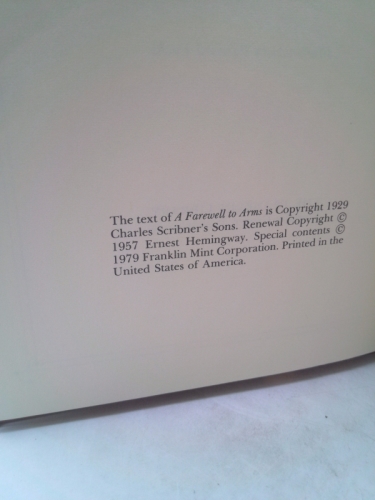 The text of A Farewell to Arms is Copyright 1929
Charles Scribner's Sons. Renewal Copyright ©
1957 Ernest Hemingway. Special contents ©
1979 Franklin Mint Corporation. Printed in the
United States of America.